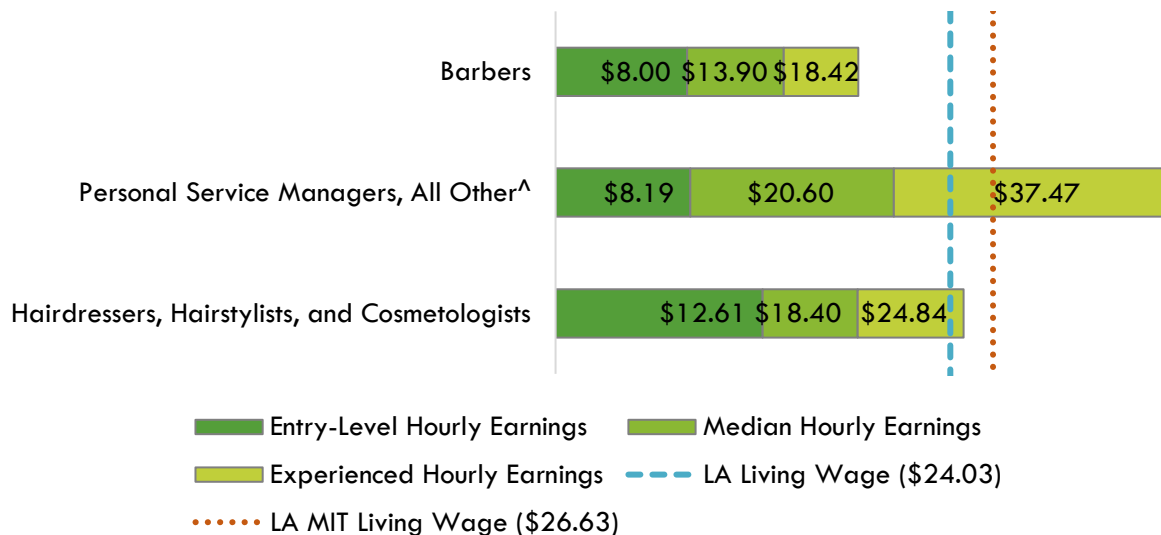 Barbers
$8.00 $13.90 $18.42
Personal Service Managers, All Other^
$8.19 $20.60 $37.47
Hairdressers, Hairstylists, and Cosmetologists
$12.61 $18.40 $24.84
Entry-Level Hourly Earnings
Median Hourly Earnings
Experienced Hourly Earnings
LA Living Wage ($24.03)
LA MIT Living Wage ($26.63)